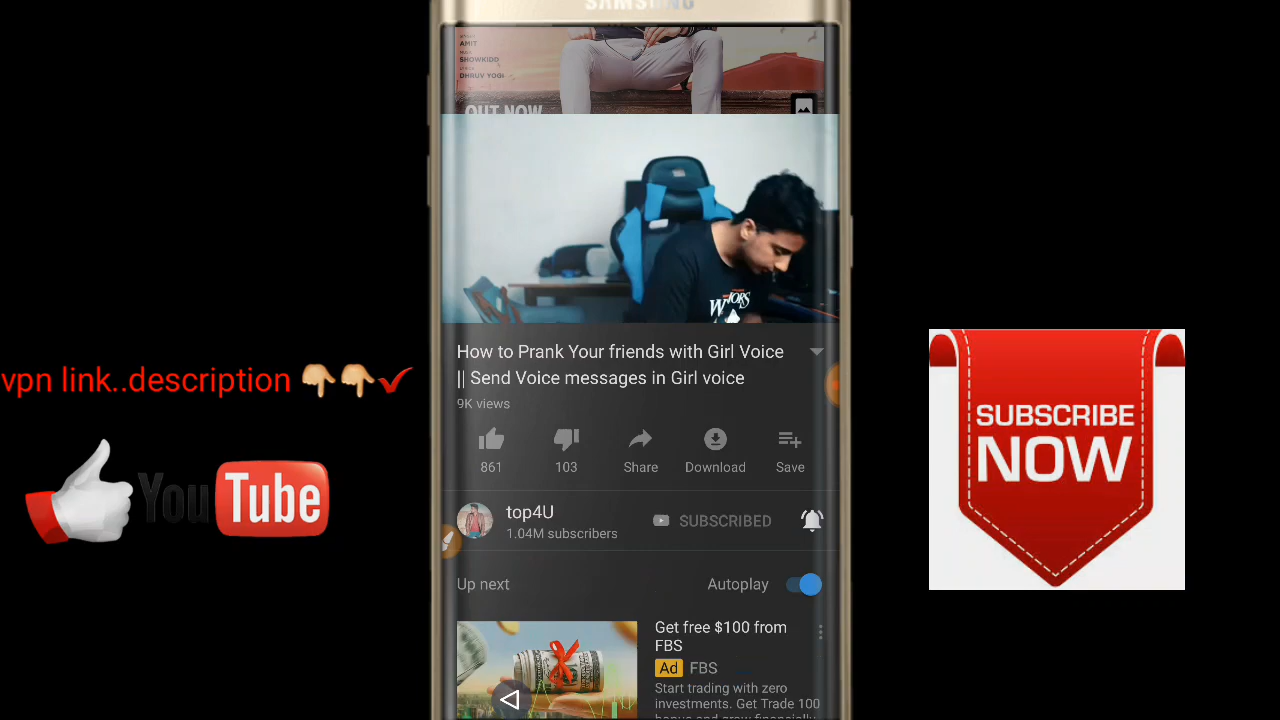 SAMSUNG
AMIT
SHOWKIDD
DHRUV YOGI
OUT NOW
How to Prank Your friends with Girl Voice
|| Send Voice messages in Girl voice
9K views
861
103
Share
Download
Save
top4U
1.04M subscribers
SUBSCRIBED
Up next
Autoplay
Get free $100 from
FBS
Ad FBS
Start trading with zero
investments. Get Trade 100
vpn link..description 👇👇✔
YouTube
SUBSCRIBE
NOW